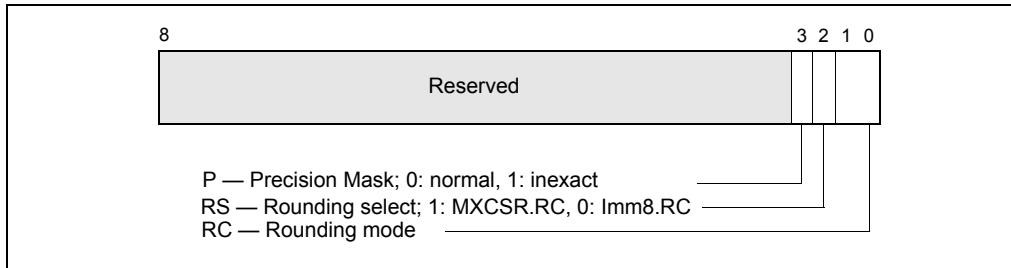 8 3 2 1 0
Reserved
P — Precision Mask; 0: normal, 1: inexact
RS — Rounding select; 1: MXCSR.RC, 0: Imm8.RC
RC — Rounding mode